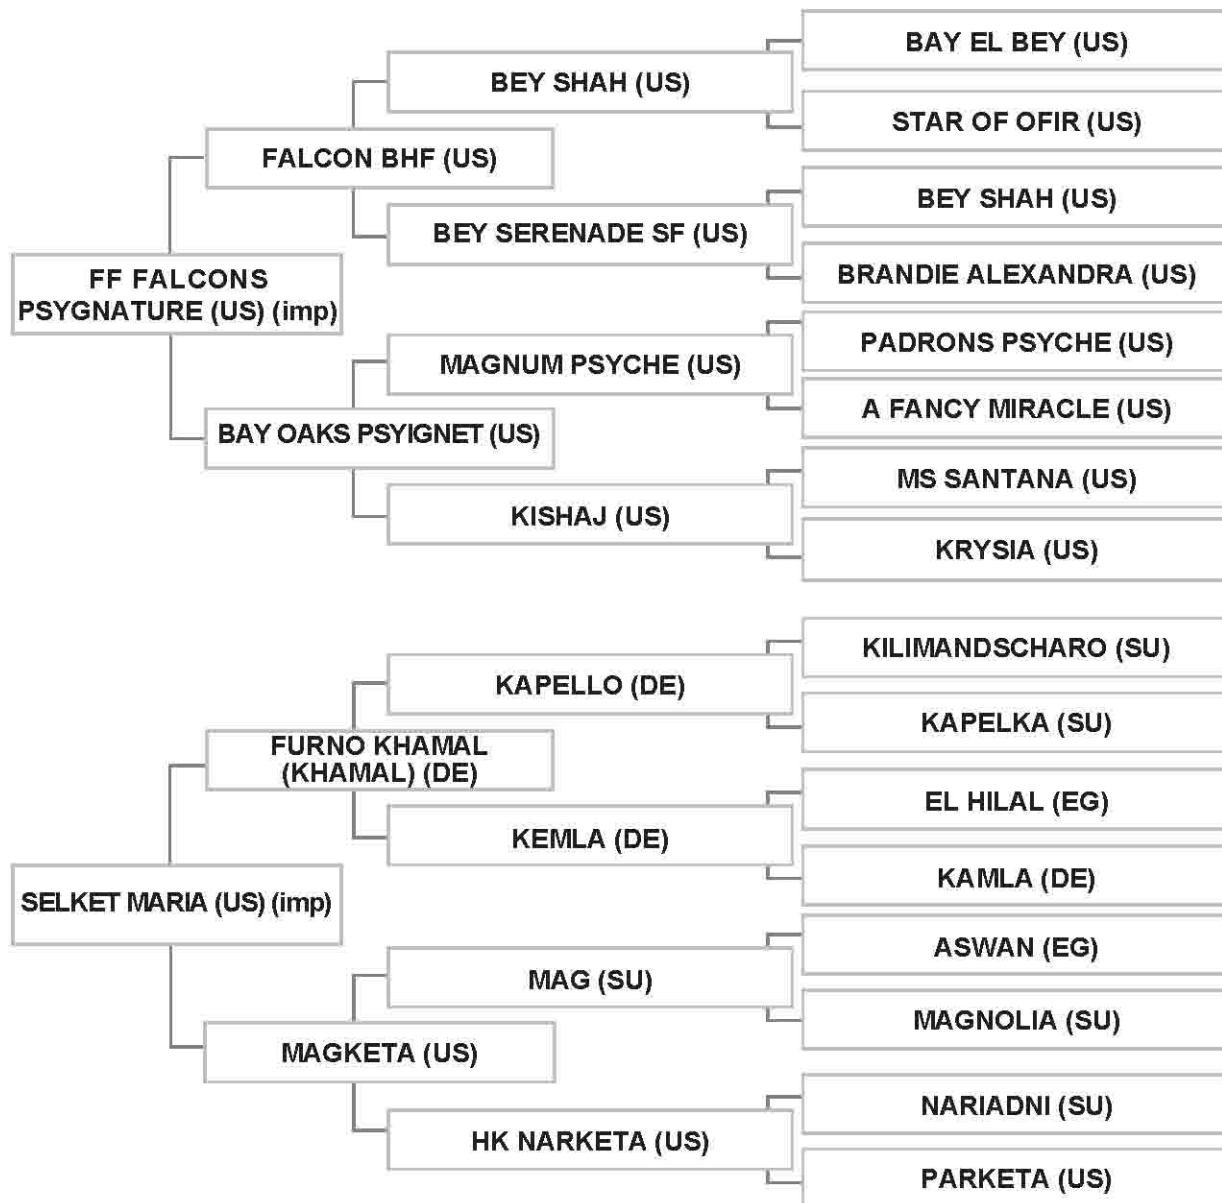 BAY EL BEY (US)
BEY SHAH (US)
STAR OF OFIR (US)
FALCON BHF (US)
BEY SHAH (US)
BEY SERENADE SF (US)
BRANDIE ALEXANDRA (US)
FF FALCONS
PSYGNATURE (US) (imp)
PADRONS PSYCHE (US)
MAGNUM PSYCHE (US)
A FANCY MIRACLE (US)
BAY OAKS PSYIGNET (US)
MS SANTANA (US)
KISHAJ (US)
KRYSIA (US)
KILIMANDSCHARO (SU)
KAPELLO (DE)
KAPELKA (SU)
FURNO KHAMAL
(KHAMAL) (DE)
EL HILAL (EG)
KEMLA (DE)
KAMLA (DE)
SELKET MARIA (US) (imp)
ASWAN (EG)
MAG (SU)
MAGNOLIA (SU)
MAGKETA (US)
NARIADNI (SU)
HK NARKETA (US)
PARKETA (US)